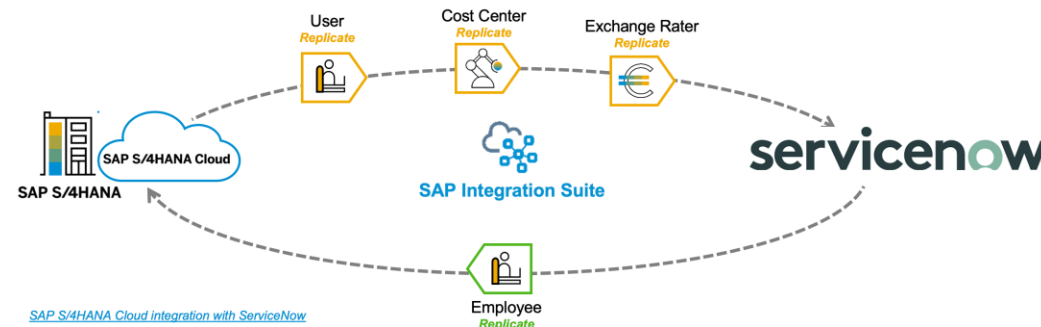 User
Replicate
Cost Center
Replicate
Exchange Rater
Replicate
SAP S/4HANA Cloud
SAP S/4HANA
SAP Integration Suite
servicenow
Employee
Replicate
SAP S/4HANA Cloud integration with ServiceNow